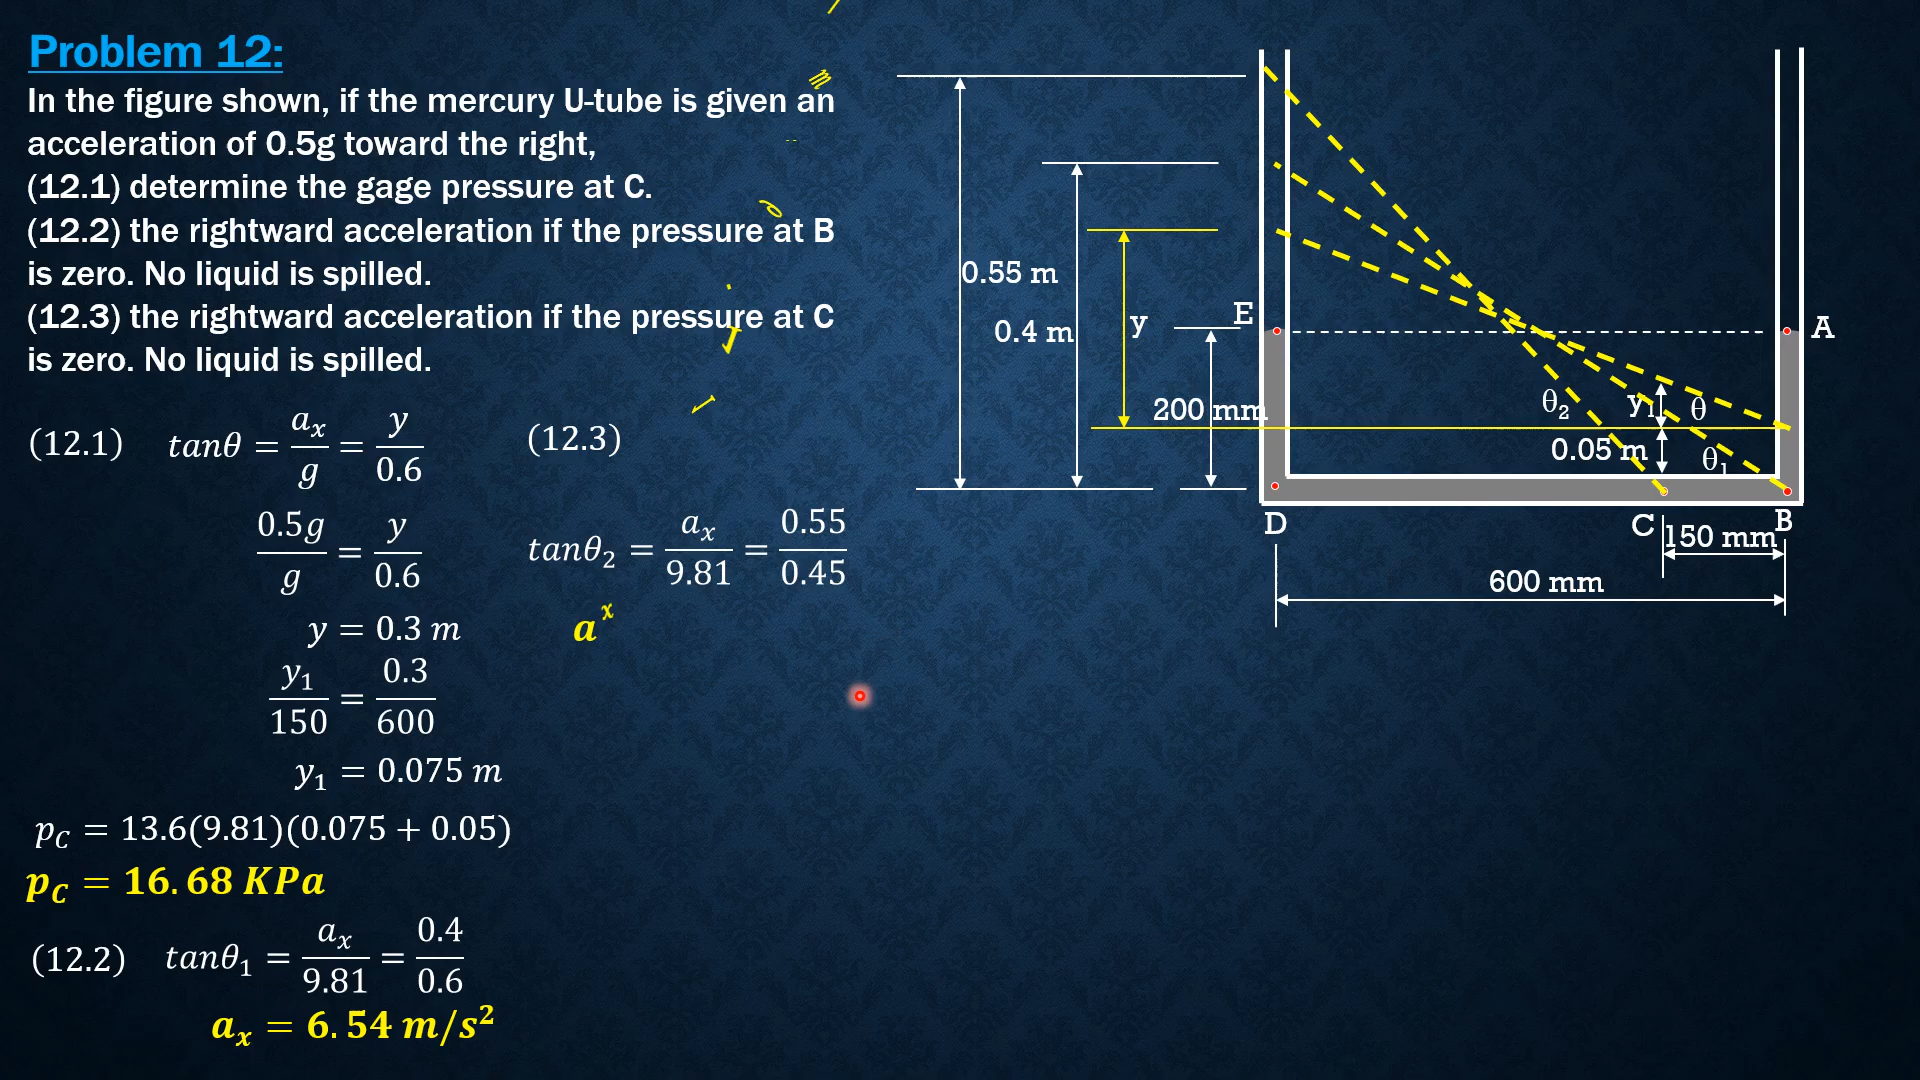 Problem 12:
In the figure shown, if the mercury U-tube is given an
acceleration of 0.5g toward the right,
(12.1) determine the gage pressure at C.
(12.2) the rightward acceleration if the pressure at B
is zero. No liquid is spilled.
(12.3) the rightward acceleration if the pressure at C
is zero. No liquid is spilled.
(12.1) tanθ = aₓ/g = y/0.6
0.5g/g = y/0.6
y = 0.3 m
y₁/150 = 0.3/600
y₁ = 0.075 m
p_C = 13.6(9.81)(0.075 + 0.05)
p_C = 16.68 KPa
(12.2) tanθ₁ = aₓ/9.81 = 0.4/0.6
aₓ = 6.54 m/s²
(12.3)
tanθ₂ = aₓ/9.81 = 0.55/0.45
a x
0.55 m
0.4 m
y
E
A
200 mm
θ₂
y₁
θ
0.05 m
θ₁
D
C
B
150 mm
600 mm